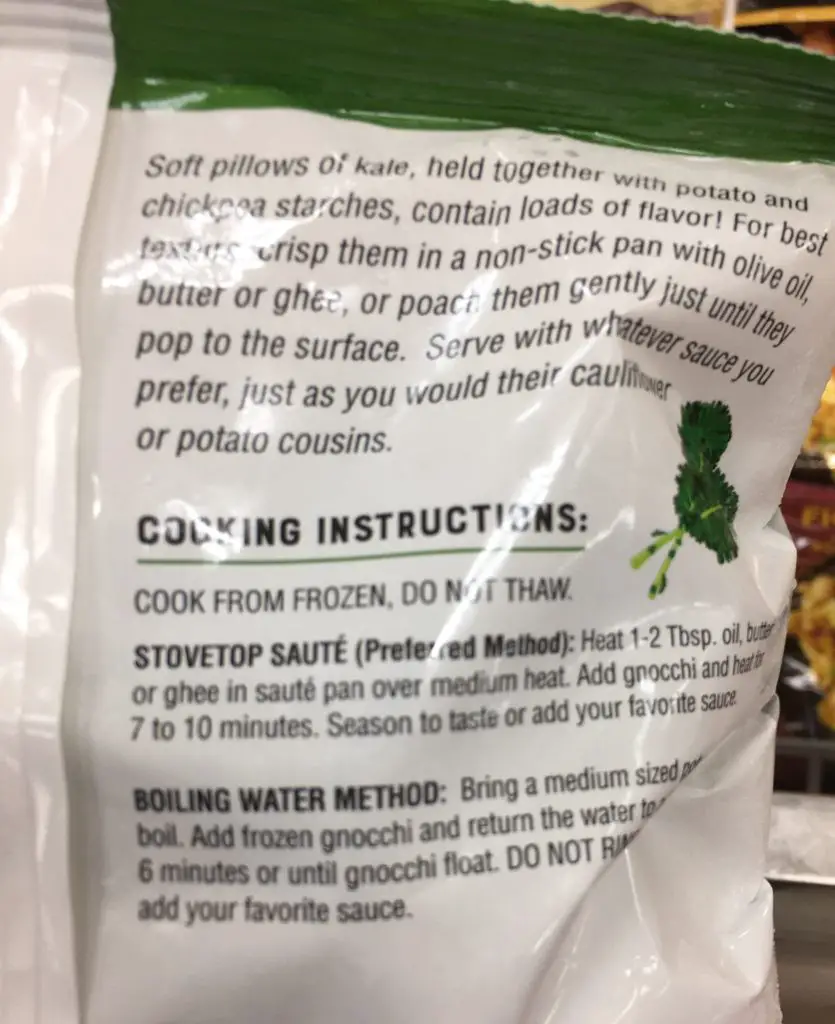 Soft pillows of kale, held together with potato and
chickpea starches, contain loads of flavor! For best
texture, crisp them in a non-stick pan with olive oil,
butter or ghee, or poach them gently just until they
pop to the surface. Serve with whatever sauce you
prefer, just as you would their cauliflower
or potato cousins.
COOKING INSTRUCTIONS:
COOK FROM FROZEN, DO NOT THAW.
STOVETOP SAUTÉ (Preferred Method): Heat 1-2 Tbsp. oil, butter
or ghee in sauté pan over medium heat. Add gnocchi and heat for
7 to 10 minutes. Season to taste or add your favorite sauce.
BOILING WATER METHOD: Bring a medium sized
boil. Add frozen gnocchi and return the water to
6 minutes or until gnocchi float. DO NOT
add your favorite sauce.